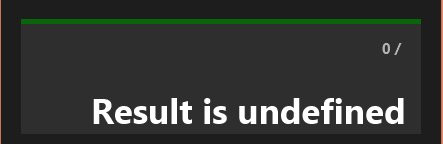 0 /
Result is undefined